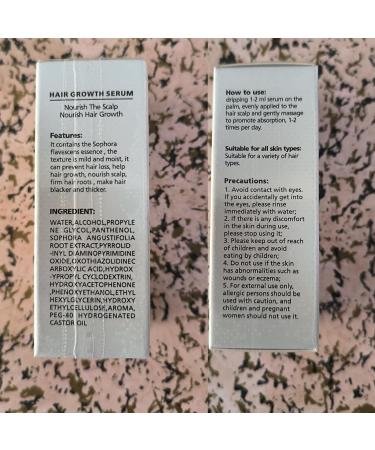 HAIR GROWTH SERUM
Nourish The Scalp
Nourish Hair Growth
Features:
It contains the Sophora
flavescens essence , the
texture is mild and moist, it
can prevent hair loss, help
hair growth, nourish scalp,
firm hair roots , make hair
blacker and thicker.
INGREDIENT:
WATER,ALCOHOL,PROPYLE
NE GLYCOL,PANTHENOL,
SOPHORA ANGUSTIFOLIA
ROOT EXTRACT,PYRROLID
-INYL DIAMINOPYRIMIDINE
OXIDE,OXOTHIAZOLIDINEC
ARBOXYLIC ACID,HYDROX
-YPROPYL CYCLODEXTRIN,
HYDROXYACETOPHENONE
,PHENOXYETHANOL,ETHYL
HEXYLGLYCERIN,HYDROXY
ETHYLCELLULOSE,AROMA,
PEG-40 HYDROGENATED
CASTOR OIL
How to use:
dripping 1-2 ml serum on the
palm, evenly applied to the
hair scalp and gently massage
to promote absorption, 1-2
times per day.
Suitable for all skin types:
Suitable for a variety of hair
types.
Precautions:
1. Avoid contact with eyes.
If you accidentally get into
the eyes, please rinse
immediately with water;
2. If there is any discomfort
in the skin during use,
please stop using it;
3. Please keep out of reach
of children and avoid
eating by children;
4. Do not use if the skin
has abnormalities such as
wounds or eczema;
5. For external use only,
allergic persons should be
used with caution, and
children and pregnant
women should not use it.